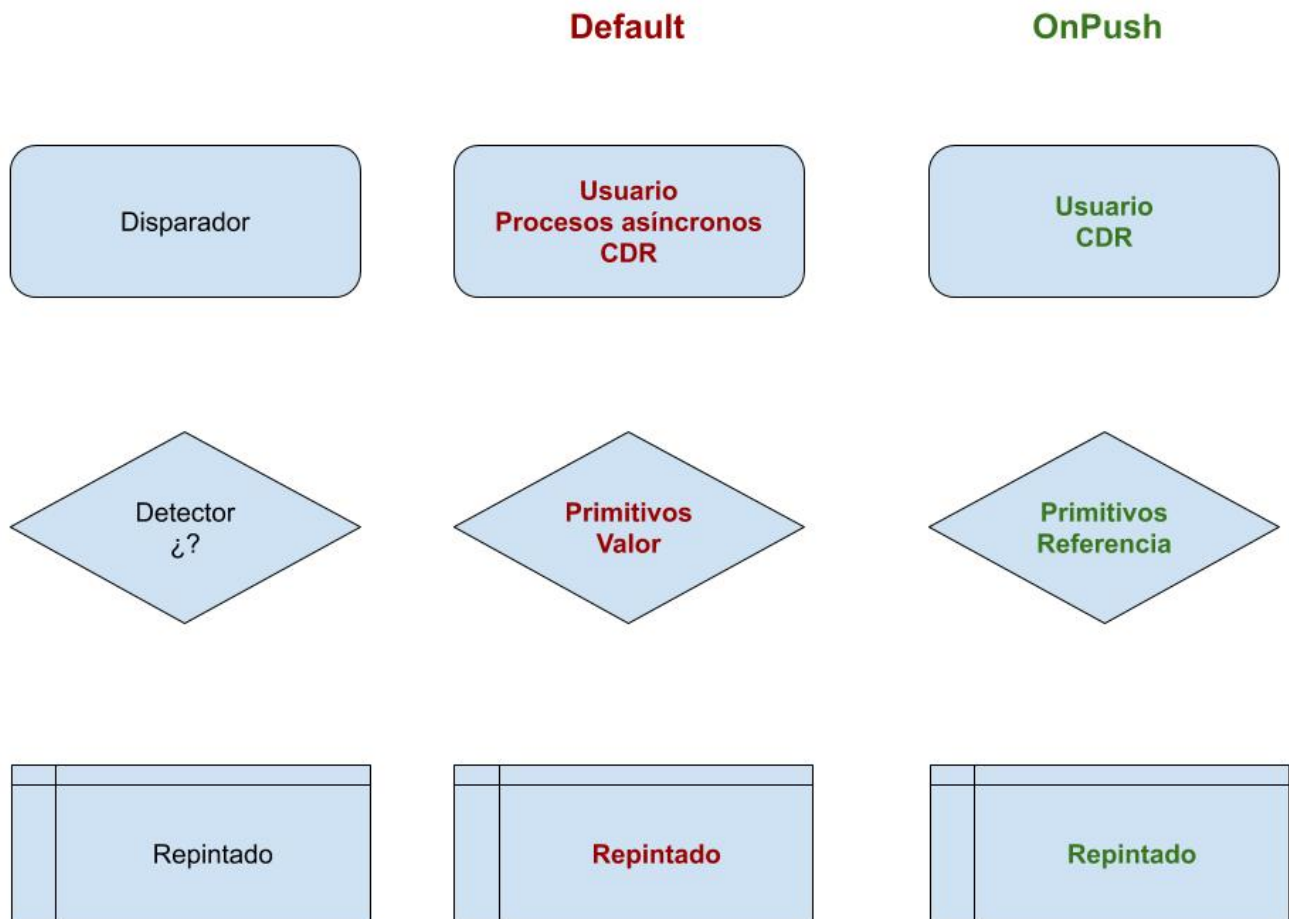 Default
OnPush
Disparador
Usuario
Procesos asíncronos
CDR
Usuario
CDR
Detector
¿?
Primitivos
Valor
Primitivos
Referencia
Repintado
Repintado
Repintado